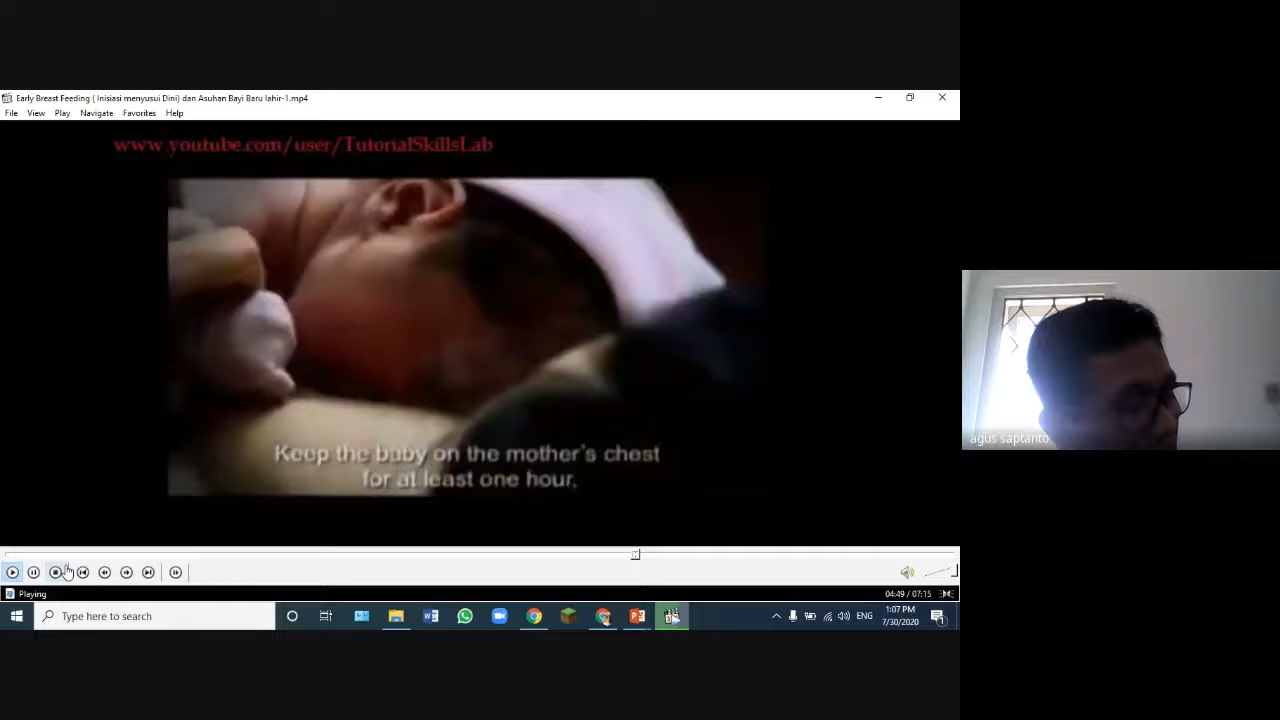 Early Breast Feeding ( Inisiasi menyusui Dini) dan Asuhan Bayi Baru lahir-1.mp4
File View Play Navigate Favorites Help
www youtube.com/user/TutorialSkillsLab
Keep the baby on the mother's chest
for at least one hour.
agus saptanto
Playing
04:49 / 07:15
Type here to search
ENG
1:07 PM
7/30/2020
1